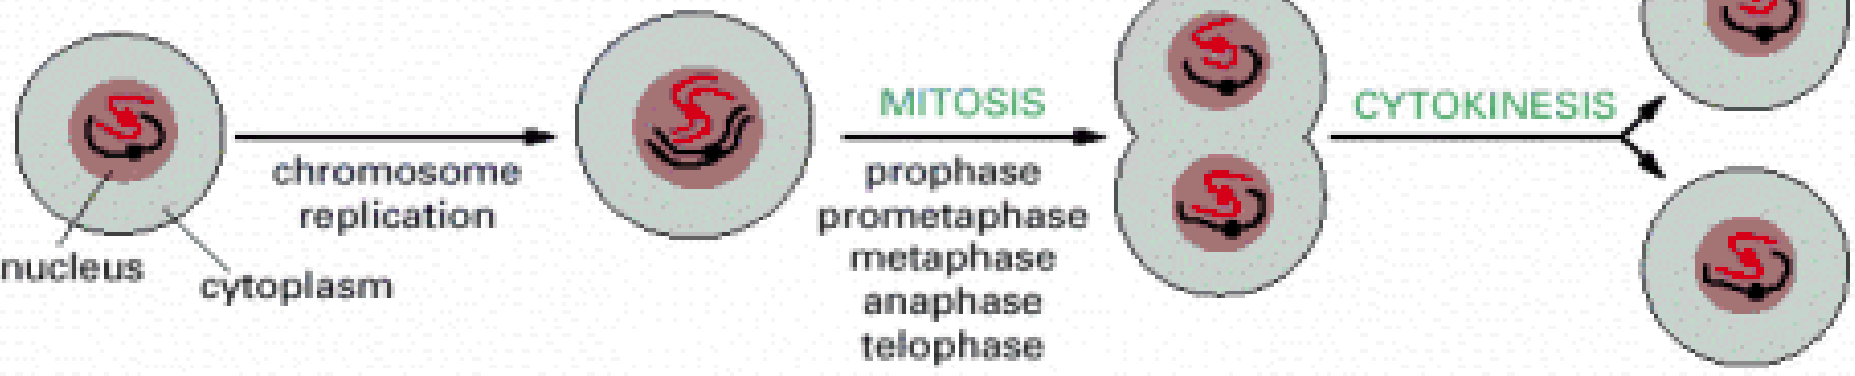 nucleus
cytoplasm
chromosome
replication
MITOSIS
prophase
prometaphase
metaphase
anaphase
telophase
CYTOKINESIS